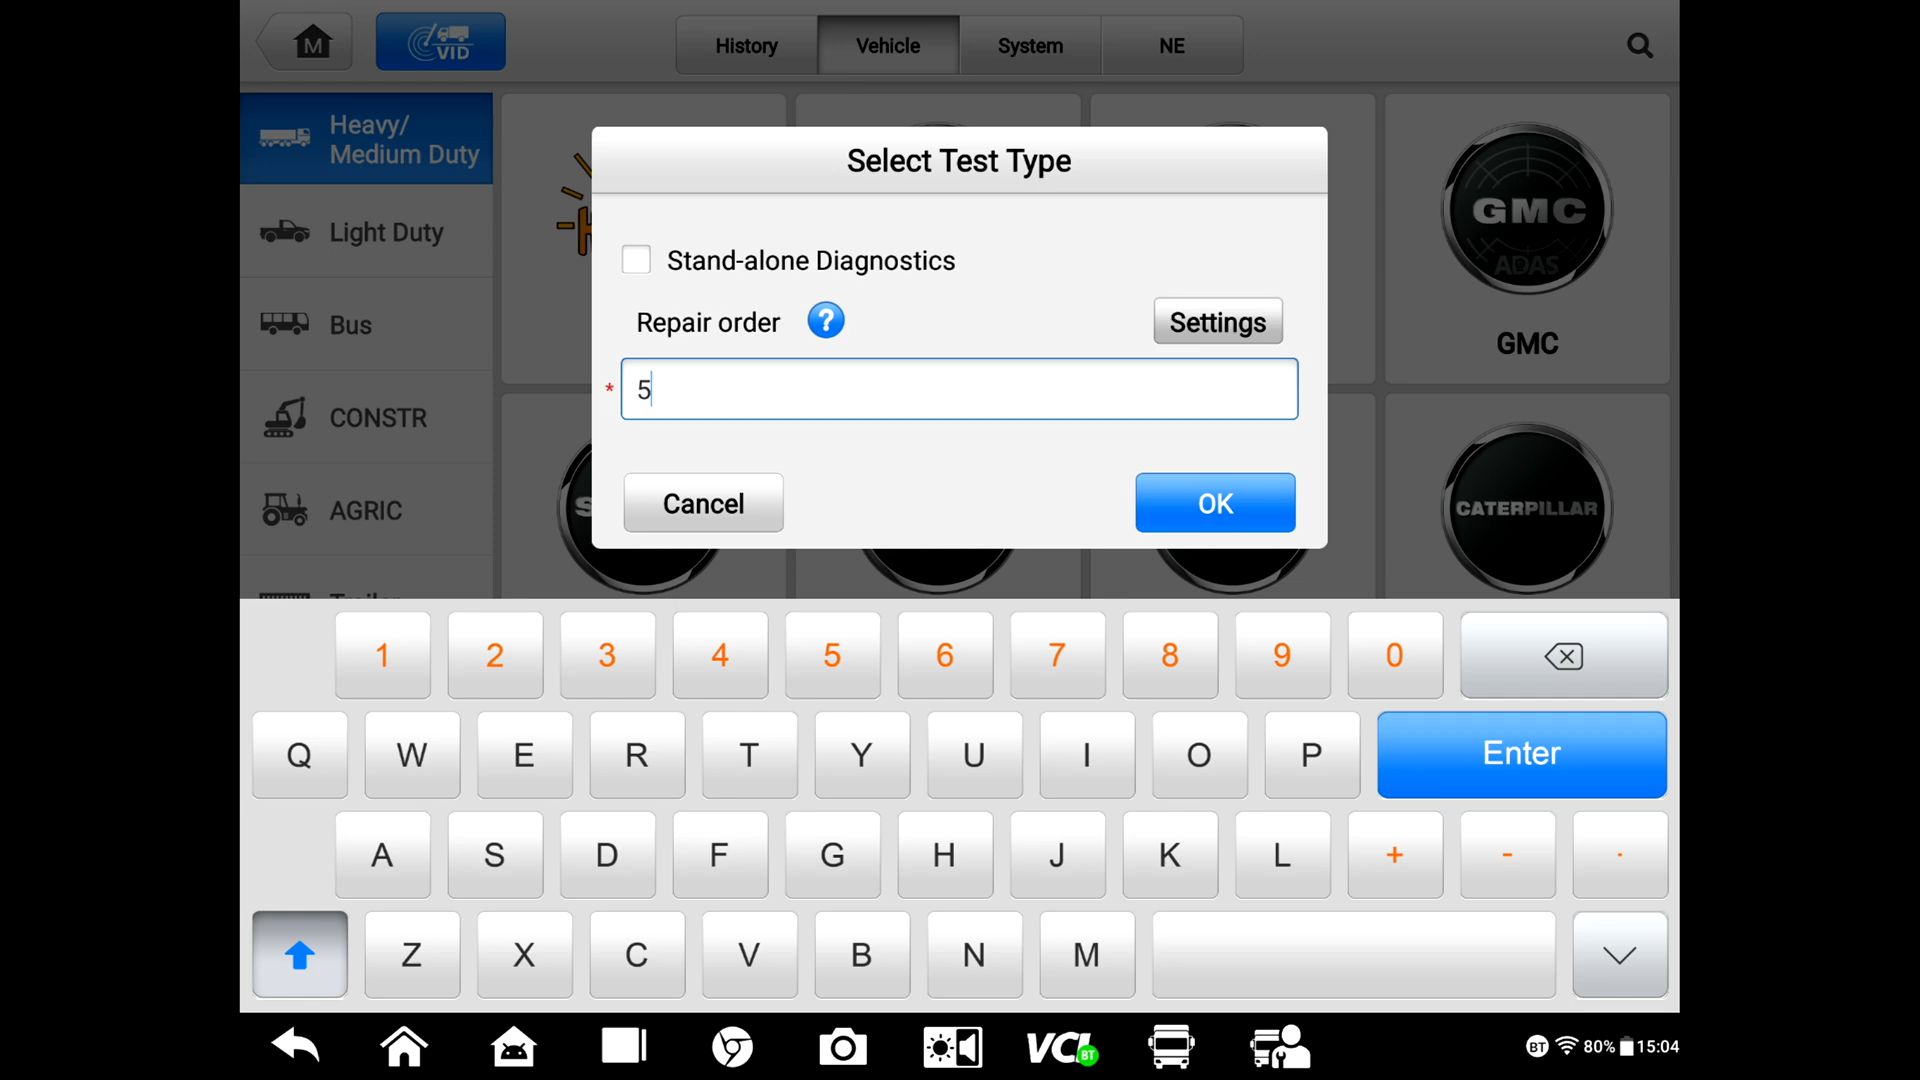 M
VID
History
Vehicle
System
NE
Heavy/
Medium Duty
Light Duty
Bus
CONSTR
AGRIC
Trailer
GMC
ADAS
GMC
CATERPILLAR
Select Test Type
Stand-alone Diagnostics
Repair order
?
Settings
* 5
Cancel
OK
1 2 3 4 5 6 7 8 9 0
Q W E R T Y U I O P Enter
A S D F G H J K L + - .
Z X C V B N M
VCI BT
BT 80% 15:04